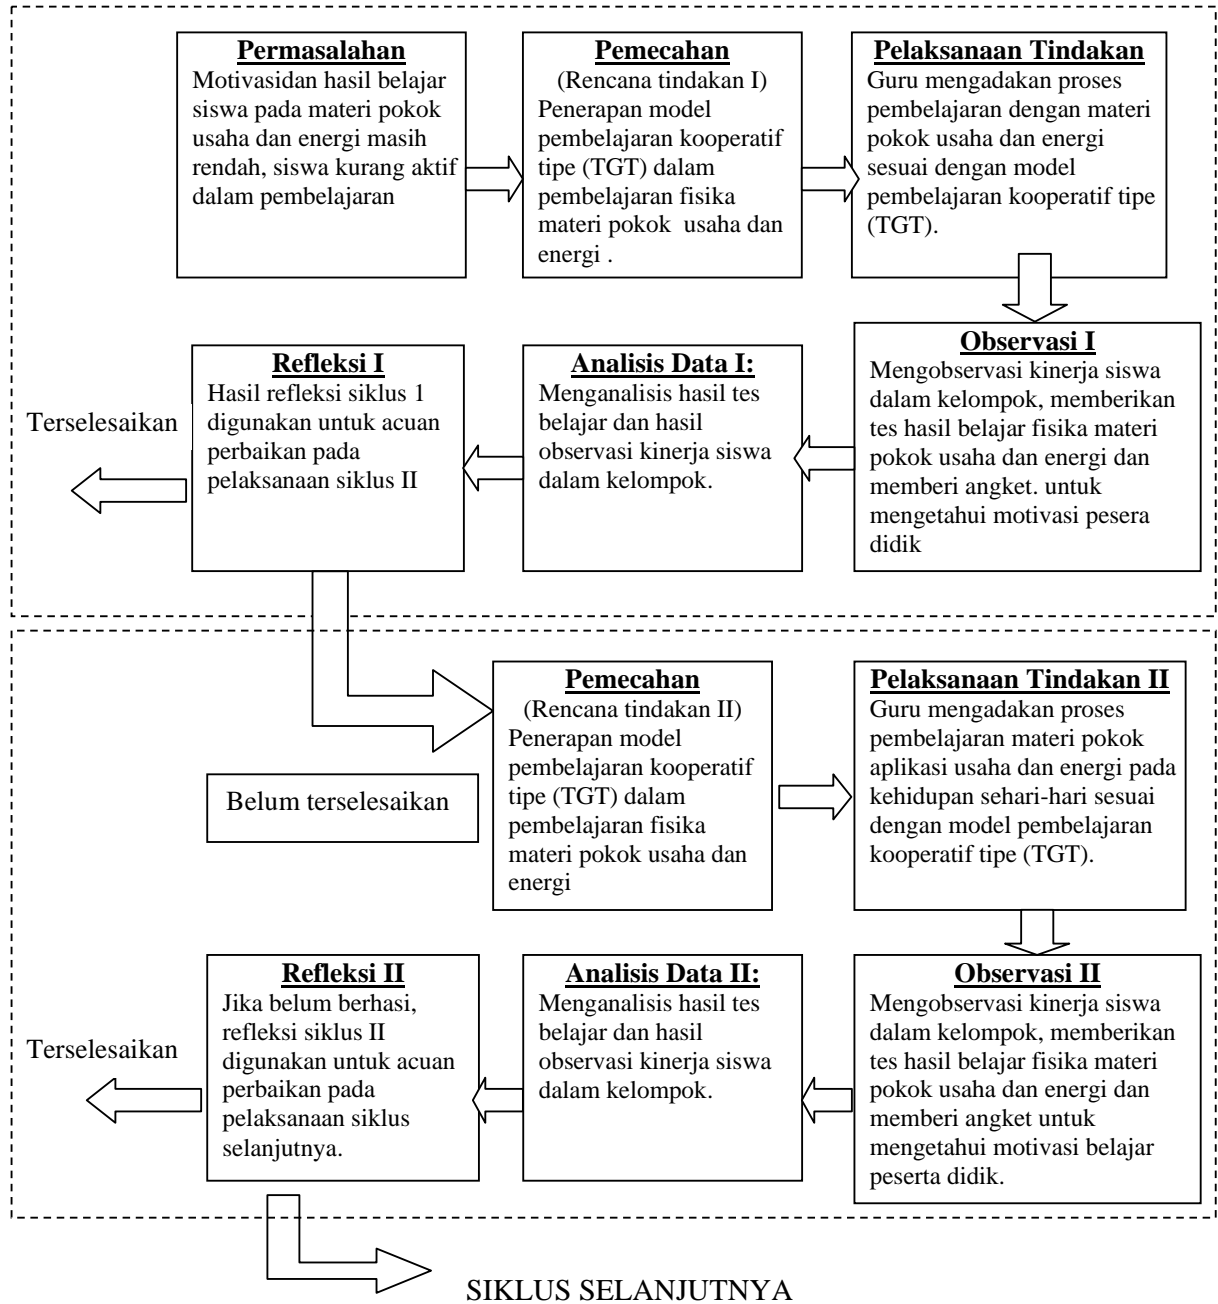 Permasalahan
Motivasidan hasil belajar
siswa pada materi pokok
usaha dan energi masih
rendah, siswa kurang aktif
dalam pembelajaran
Pemecahan
(Rencana tindakan I)
Penerapan model
pembelajaran kooperatif
tipe (TGT) dalam
pembelajaran fisika
materi pokok usaha dan
energi .
Pelaksanaan Tindakan
Guru mengadakan proses
pembelajaran dengan materi
pokok usaha dan energi
sesuai dengan model
pembelajaran kooperatif tipe
(TGT).
Observasi I
Mengobservasi kinerja siswa
dalam kelompok, memberikan
tes hasil belajar fisika materi
pokok usaha dan energi dan
memberi angket. untuk
mengetahui motivasi pesera
didik
Analisis Data I:
Menganalisis hasil tes
belajar dan hasil
observasi kinerja siswa
dalam kelompok.
Refleksi I
Hasil refleksi siklus 1
digunakan untuk acuan
perbaikan pada
pelaksanaan siklus II
Terselesaikan
Belum terselesaikan
Pemecahan
(Rencana tindakan II)
Penerapan model
pembelajaran kooperatif
tipe (TGT) dalam
pembelajaran fisika
materi pokok usaha dan
energi
Pelaksanaan Tindakan II
Guru mengadakan proses
pembelajaran materi pokok
aplikasi usaha dan energi pada
kehidupan sehari-hari sesuai
dengan model pembelajaran
kooperatif tipe (TGT).
Observasi II
Mengobservasi kinerja siswa
dalam kelompok, memberikan
tes hasil belajar fisika materi
pokok usaha dan energi dan
memberi angket untuk
mengetahui motivasi belajar
peserta didik.
Analisis Data II:
Menganalisis hasil tes
belajar dan hasil
observasi kinerja siswa
dalam kelompok.
Refleksi II
Jika belum berhasi,
refleksi siklus II
digunakan untuk acuan
perbaikan pada
pelaksanaan siklus
selanjutnya.
Terselesaikan
SIKLUS SELANJUTNYA